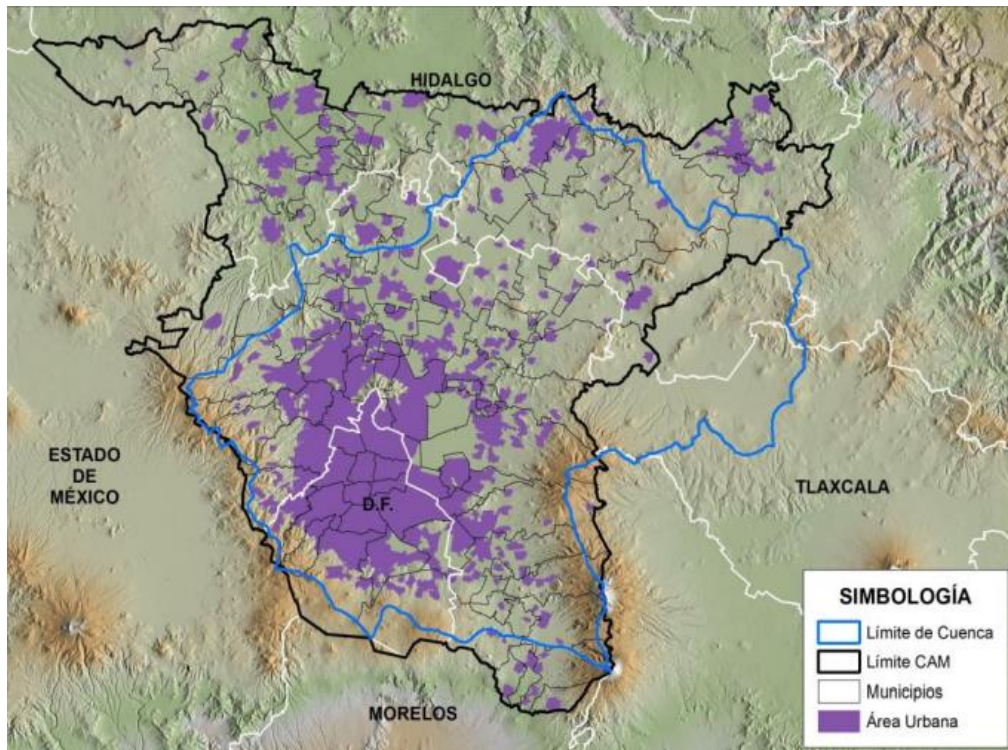 HIDALGO
ESTADO
DE
MÉXICO
D.F.
TLAXCALA
MORELOS
SIMBOLOGÍA
Límite de Cuenca
Límite CAM
Municipios
Área Urbana